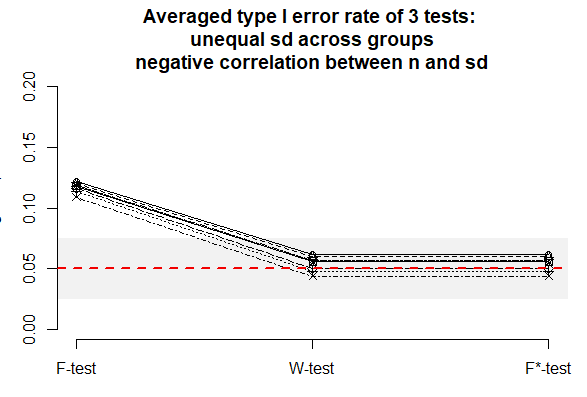 Averaged type I error rate of 3 tests:
unequal sd across groups
negative correlation between n and sd
0.20
0.15
0.10
0.05
0.00
F-test
W-test
F*-test